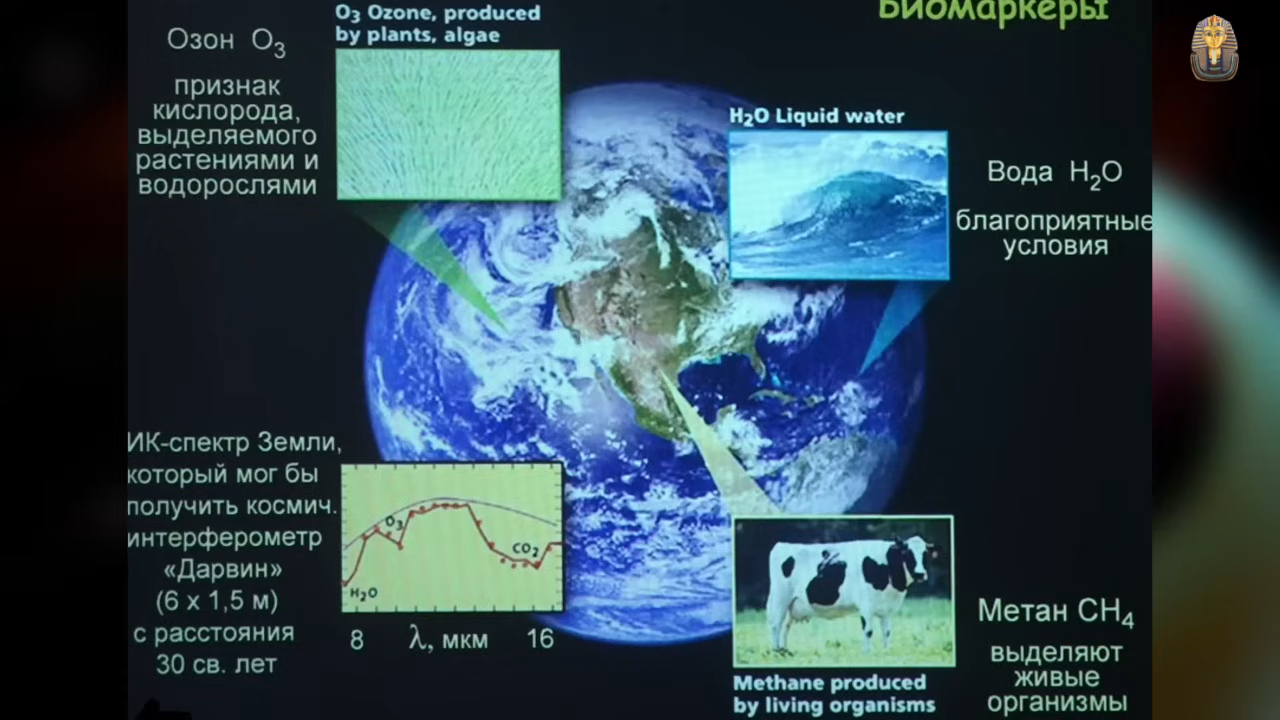 Биомаркеры
Озон O3
признак
кислорода,
выделяемого
растениями и
водорослями
O3 Ozone, produced
by plants, algae
H2O Liquid water
Вода H2O
благоприятные
условия
ИК-спектр Земли,
который мог бы
получить космич.
интерферометр
«Дарвин»
(6 x 1,5 м)
с расстояния
30 св. лет
O3
CO2
H2O
8 λ, мкм 16
Метан CH4
выделяют
живые
организмы
Methane produced
by living organisms